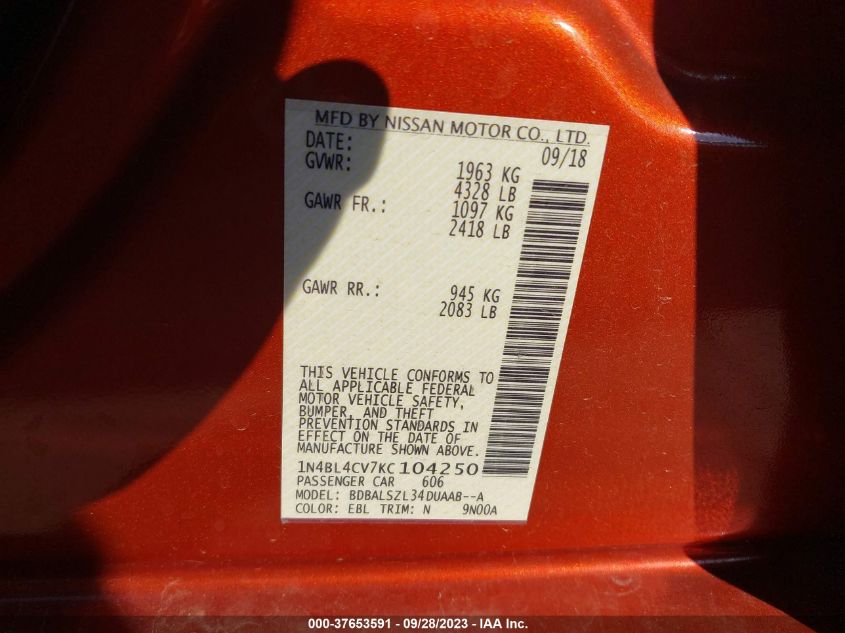 MFD BY NISSAN MOTOR CO., LTD.
DATE: 09/18
GVWR: 1963 KG
4328 LB
GAWR FR.: 1097 KG
2418 LB
GAWR RR.: 945 KG
2083 LB
THIS VEHICLE CONFORMS TO
ALL APPLICABLE FEDERAL
MOTOR VEHICLE SAFETY,
BUMPER, AND THEFT
PREVENTION STANDARDS IN
EFFECT ON THE DATE OF
MANUFACTURE SHOWN ABOVE.
1N4BL4CV7KC104250
PASSENGER CAR 606
MODEL: BDBALSZL34DUAAB--A
COLOR: EBL TRIM: N 9N00A
000-37653591 - 09/28/2023 - IAA Inc.